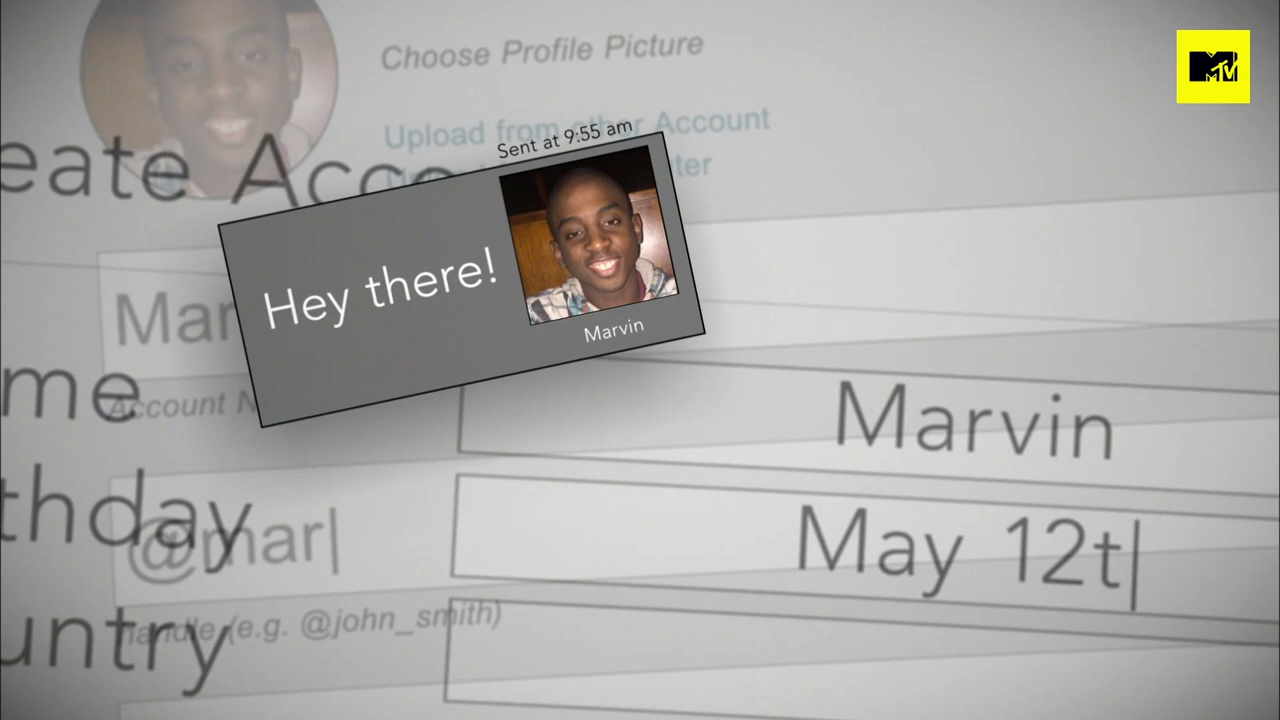 Choose Profile Picture
Upload from other Account
eate Acco
Sent at 9:55 am
Hey there!
Marvin
Mar
me
Account N
Marvin
thday
@mar|
May 12t|
handle (e.g. @john_smith)
untry
MTV